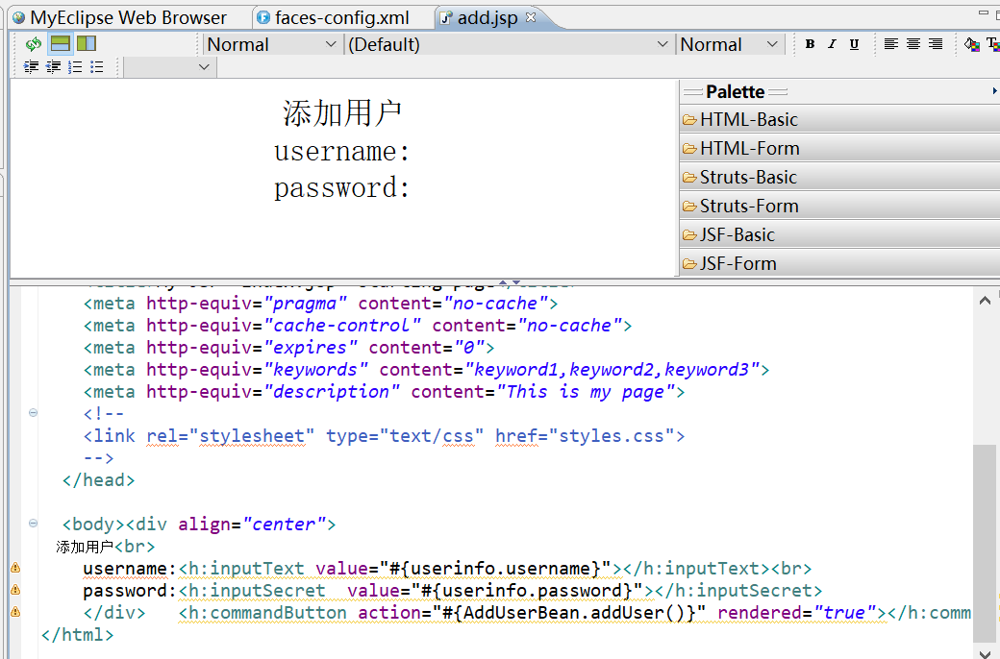 MyEclipse Web Browser faces-config.xml add.jsp
Normal (Default) Normal B I U
Palette
添加用户
username:
password:
HTML-Basic
HTML-Form
Struts-Basic
Struts-Form
JSF-Basic
JSF-Form
<meta http-equiv="pragma" content="no-cache">
<meta http-equiv="cache-control" content="no-cache">
<meta http-equiv="expires" content="0">
<meta http-equiv="keywords" content="keyword1,keyword2,keyword3">
<meta http-equiv="description" content="This is my page">
<!--
<link rel="stylesheet" type="text/css" href="styles.css">
-->
</head>
<body><div align="center">
添加用户<br>
username:<h:inputText value="#{userinfo.username}"></h:inputText><br>
password:<h:inputSecret  value="#{userinfo.password}"></h:inputSecret>
</div>   <h:commandButton action="#{AddUserBean.addUser()}" rendered="true"></h:comm
</html>